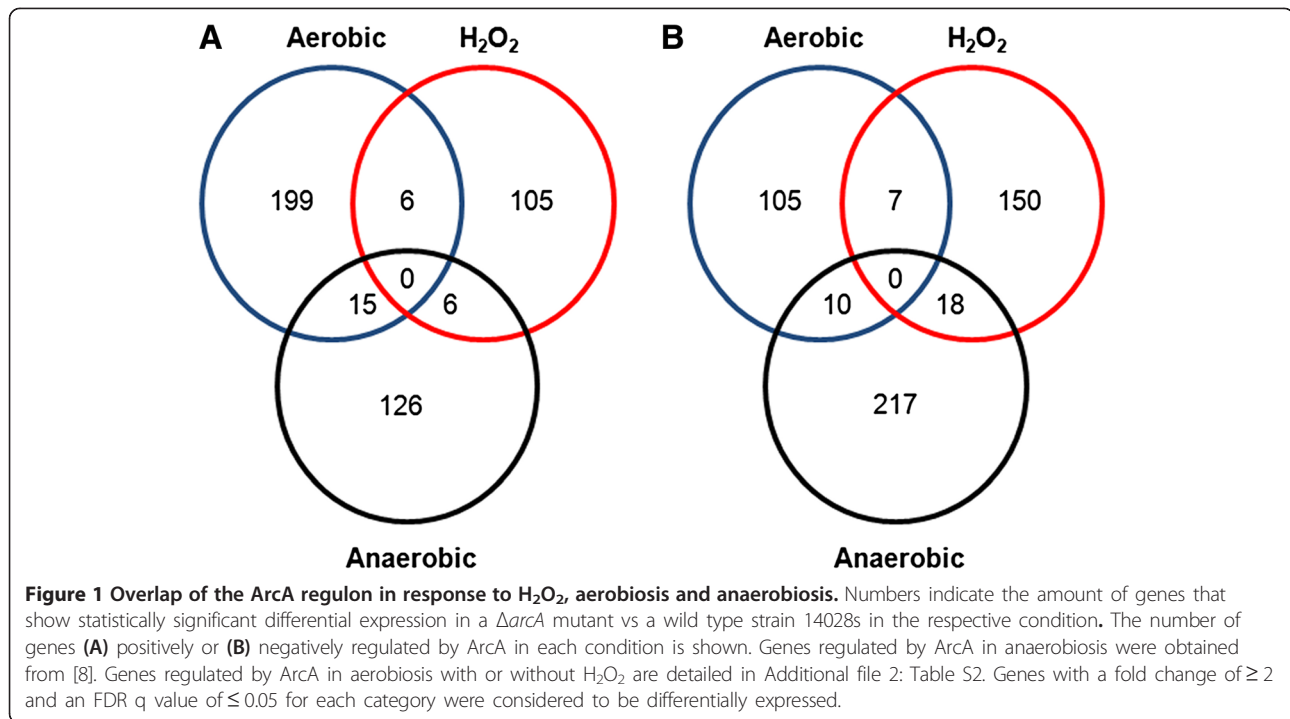 A Aerobic H₂O₂ B Aerobic H₂O₂
199 6 105 105 7 150
0 0
15 6 10 18
126 217
Anaerobic Anaerobic
Figure 1 Overlap of the ArcA regulon in response to H₂O₂, aerobiosis and anaerobiosis. Numbers indicate the amount of genes that
show statistically significant differential expression in a ΔarcA mutant vs a wild type strain 14028s in the respective condition. The number of
genes (A) positively or (B) negatively regulated by ArcA in each condition is shown. Genes regulated by ArcA in anaerobiosis were obtained
from [8]. Genes regulated by ArcA in aerobiosis with or without H₂O₂ are detailed in Additional file 2: Table S2. Genes with a fold change of ≥ 2
and an FDR q value of ≤ 0.05 for each category were considered to be differentially expressed.